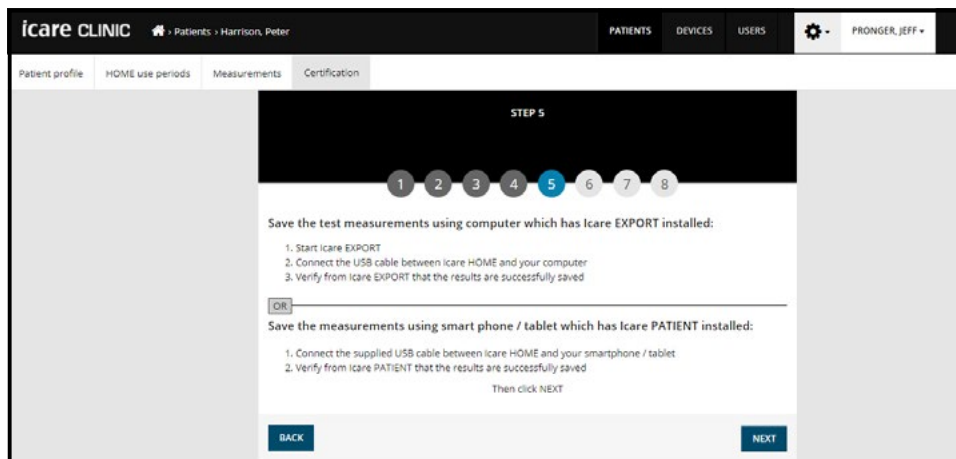 icare CLINIC > Patients > Harrison, Peter PATIENTS DEVICES USERS PRONGER, JEFF
Patient profile HOME use periods Measurements Certification
STEP 5
1 2 3 4 5 6 7 8
Save the test measurements using computer which has Icare EXPORT installed:
1. Start Icare EXPORT
2. Connect the USB cable between Icare HOME and your computer
3. Verify from Icare EXPORT that the results are successfully saved
OR
Save the measurements using smart phone / tablet which has Icare PATIENT installed:
1. Connect the supplied USB cable between Icare HOME and your smartphone / tablet
2. Verify from Icare PATIENT that the results are successfully saved
Then click NEXT
BACK NEXT